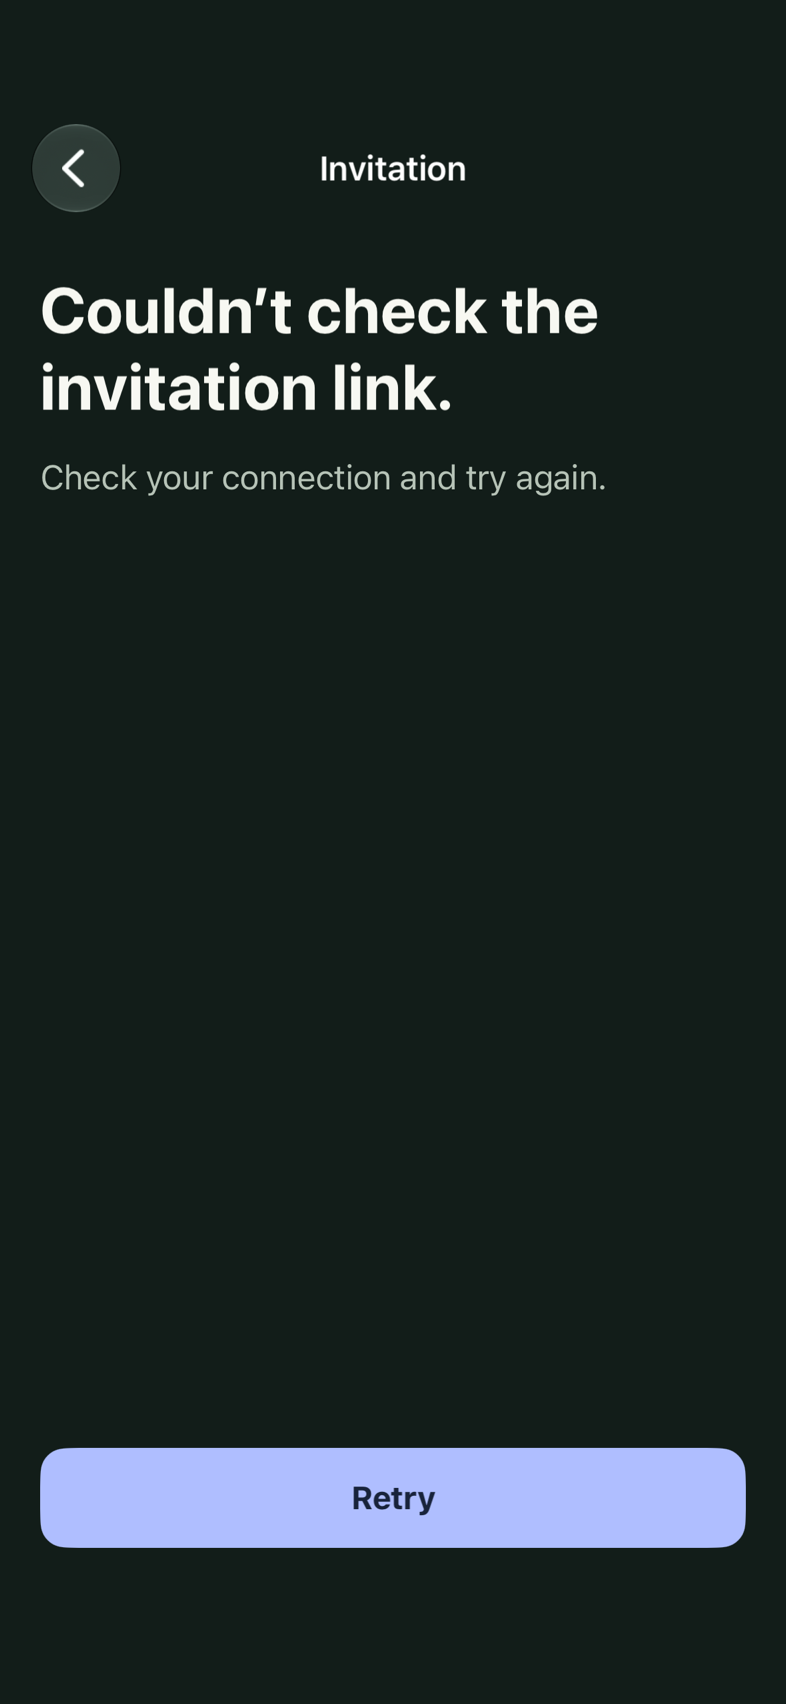 Invitation
Couldn’t check the
invitation link.
Check your connection and try again.
Retry